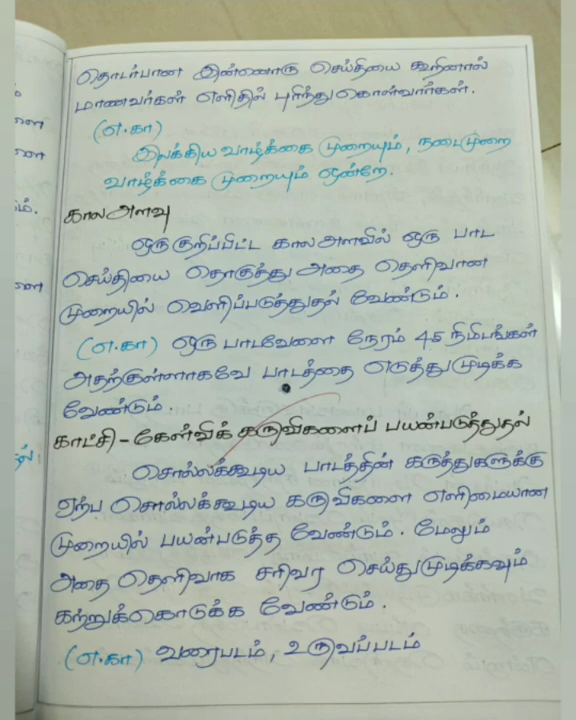 தொடர்பான இன்னொரு செய்தியை கூறினால்
மாணவர்கள் எளிதில் புரிந்துகொள்வார்கள்.
(எ.கா)
இலக்கிய வாழ்க்கை முறையும், நடைமுறை
வாழ்க்கை முறையும் ஒன்றே.
கால அளவு
ஒரு குறிப்பிட்ட கால அளவில் ஒரு பாட
செய்தியை தொகுத்து அதை தெளிவான
முறையில் வெளிப்படுத்துதல் வேண்டும்.
(எ.கா) ஒரு பாடவேளை நேரம் 45 நிமிடங்கள்
அதற்குள்ளாகவே பாடத்தை எடுத்துமுடிக்க
வேண்டும்.
காட்சி - கேள்விக் கருவிகளைப் பயன்படுத்துதல்
சொல்லக்கூடிய பாடத்தின் கருத்துகளுக்கு
ஏற்ப சொல்லக்கூடிய கருவிகளை எளிமையான
முறையில் பயன்படுத்த வேண்டும். மேலும்
அதை தெளிவாக சரிவர செய்துமுடிக்கவும்
கற்றுக்கொடுக்க வேண்டும்.
(எ.கா) வரைபடம், உருவப்படம்